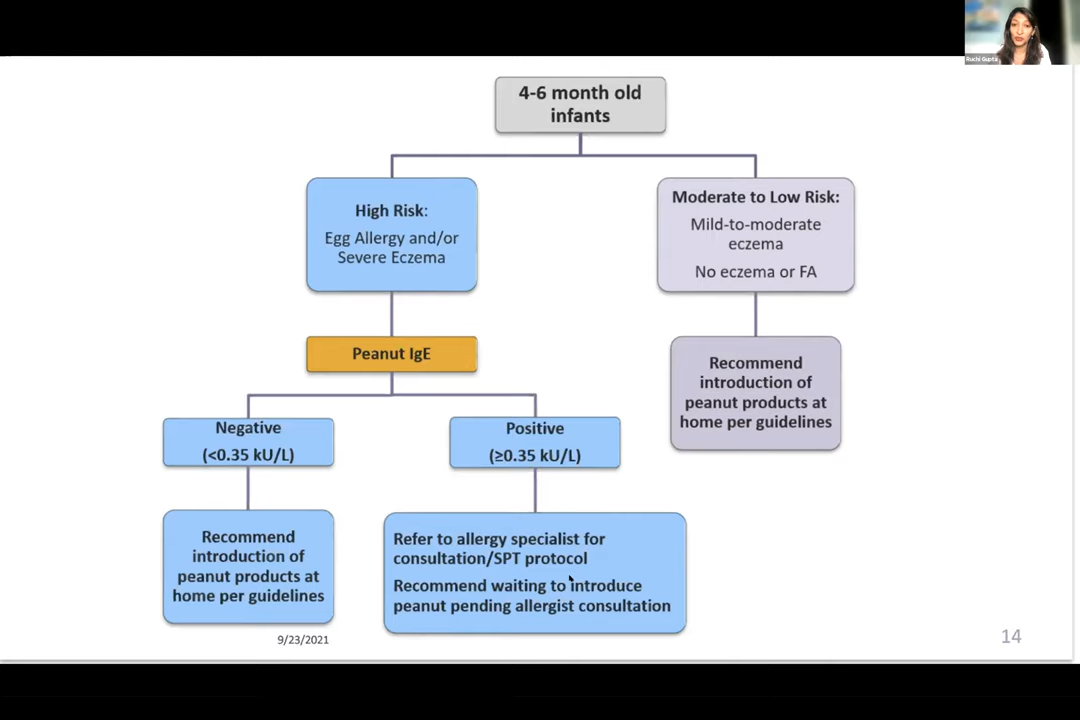 Ruchi Gupta
4-6 month old
infants
High Risk:
Egg Allergy and/or
Severe Eczema
Moderate to Low Risk:
Mild-to-moderate
eczema
No eczema or FA
Peanut IgE
Recommend
introduction of
peanut products at
home per guidelines
Negative
(<0.35 kU/L)
Positive
(≥0.35 kU/L)
Recommend
introduction of
peanut products at
home per guidelines
Refer to allergy specialist for
consultation/SPT protocol
Recommend waiting to introduce
peanut pending allergist consultation
9/23/2021
14